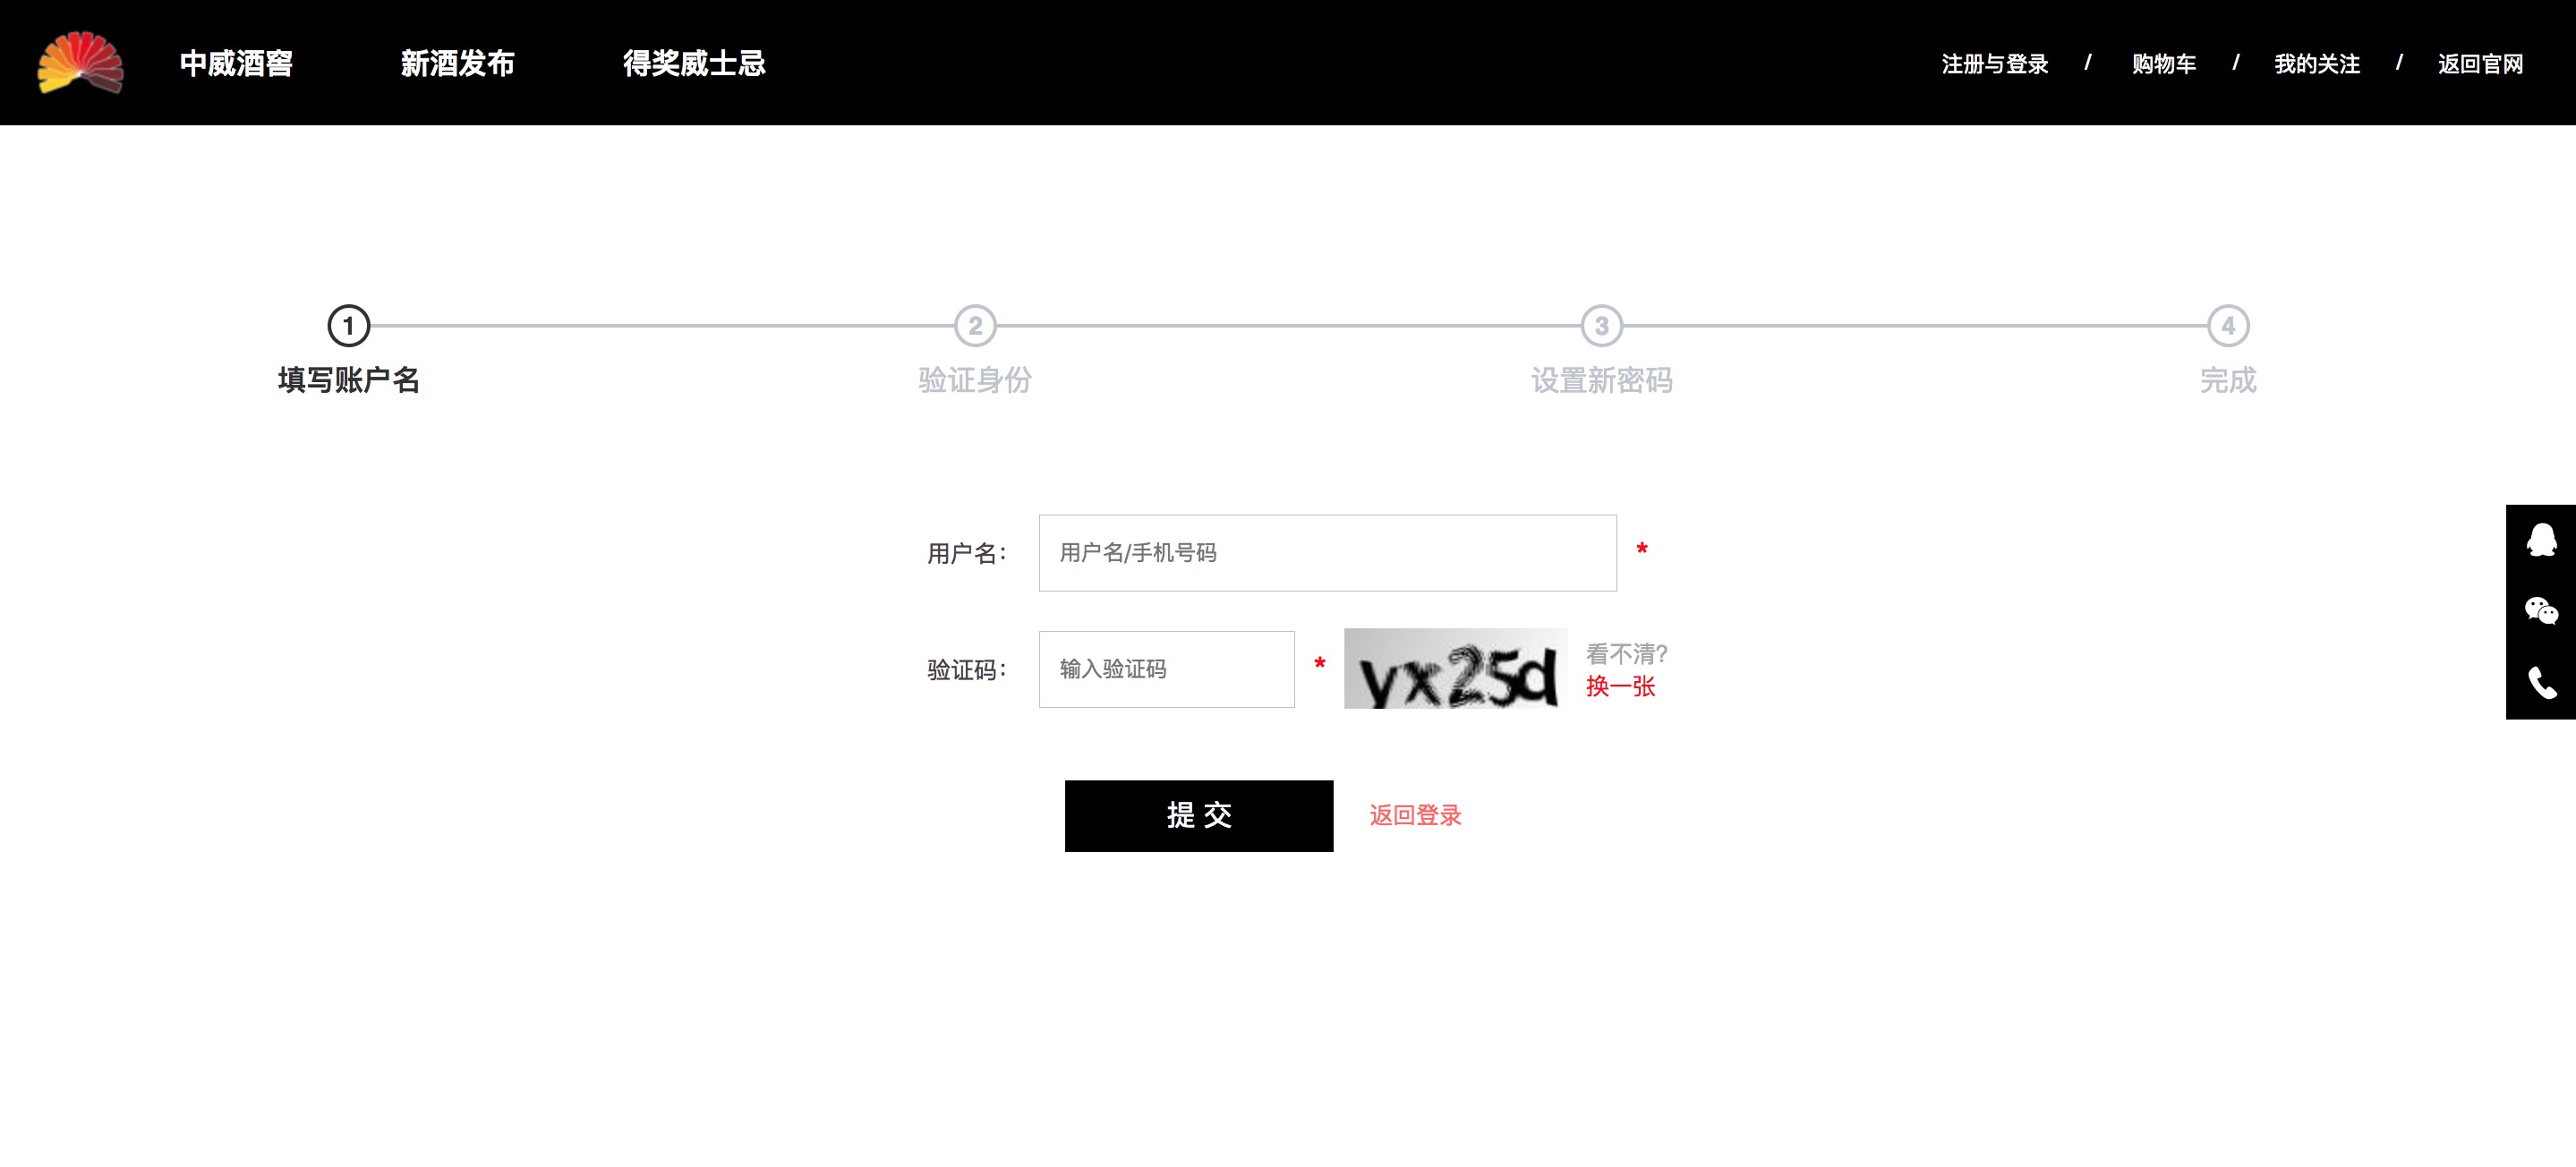 中威酒窖 新酒发布 得奖威士忌 注册与登录 / 购物车 / 我的关注 / 返回官网
1 2 3 4
填写账户名 验证身份 设置新密码 完成
用户名： 用户名/手机号码 *
验证码： 输入验证码 * yx25d 看不清?
换一张
提 交 返回登录